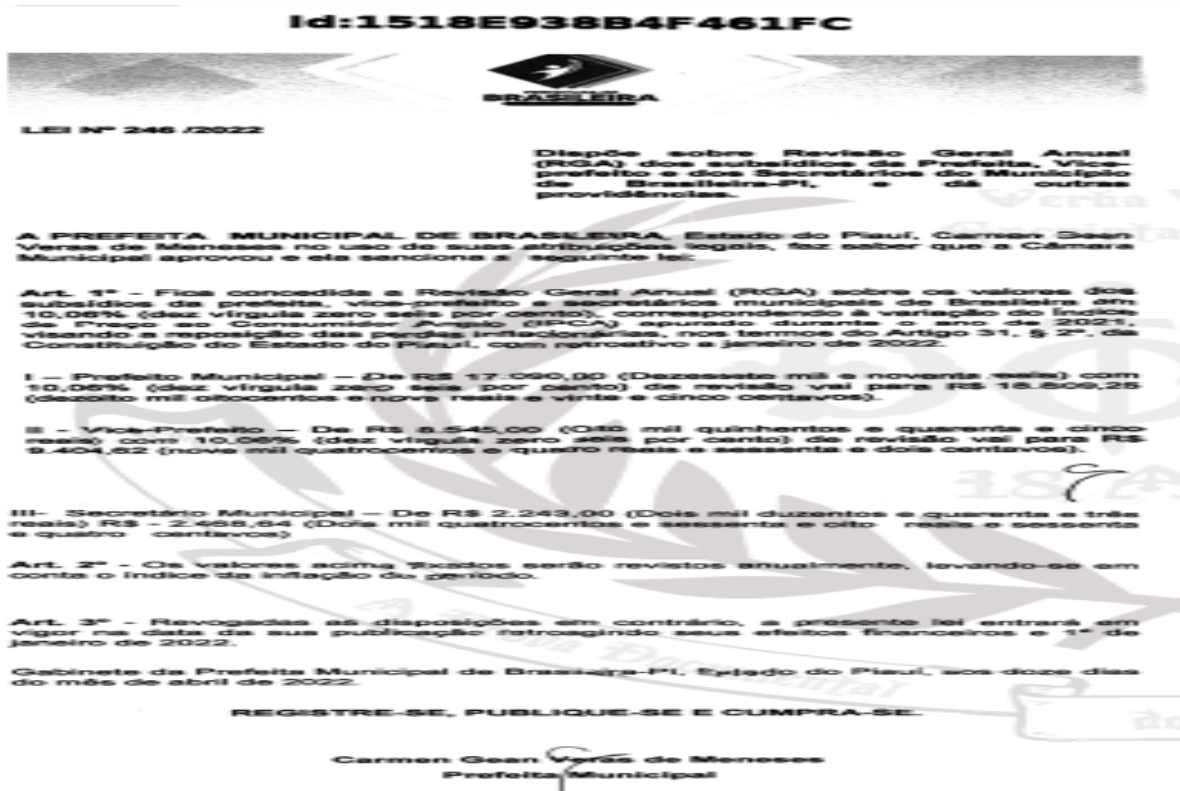 Id:1518E938B4F461FC
BRASILEIRA
LEI Nº 246 /2022
Dispõe sobre Revisão Geral Anual
(RGA) dos subsídios da Prefeita, Vice-
prefeito e dos Secretários do Município
de Brasileira-PI, e dá outras
providências.
A PREFEITA MUNICIPAL DE BRASILEIRA, Estado do Piauí, Carmen Gean
Veras de Meneses no uso de suas atribuições legais, faz saber que a Câmara
Municipal aprovou e ela sanciona a seguinte lei:
Art. 1º - Fica concedida a Revisão Geral Anual (RGA) sobre os valores dos
subsídios da prefeita, vice-prefeito e secretários municipais de Brasileira em
10,06% (dez vírgula zero seis por cento), correspondendo à variação do Índice
de Preço ao Consumidor Amplo (IPCA) apurado durante o ano de 2021,
visando a reposição das perdas inflacionárias, nos termos do Artigo 31, § 2º, da
Constituição do Estado do Piauí, com retroativo a janeiro de 2022.
I – Prefeito Municipal – De R$ 17.090,00 (Dezessete mil e noventa reais) com
10,06% (dez vírgula zero seis por cento) de revisão vai para R$ 18.809,25
(dezoito mil oitocentos e nove reais e vinte e cinco centavos).
II - Vice-Prefeito – De R$ 8.545,00 (Oito mil quinhentos e quarenta e cinco
reais) com 10,06% (dez vírgula zero seis por cento) de revisão vai para R$
9.404,62 (nove mil quatrocentos e quatro reais e sessenta e dois centavos).
III- Secretário Municipal – De R$ 2.243,00 (Dois mil duzentos e quarenta e três
reais) R$ - 2.468,64 (Dois mil quatrocentos e sessenta e oito reais e sessenta
e quatro centavos)
Art. 2º - Os valores acima fixados serão revistos anualmente, levando-se em
conta o índice da inflação do período.
Art. 3º - Revogadas as disposições em contrário, a presente lei entrará em
vigor na data da sua publicação retroagindo seus efeitos financeiros e 1º de
janeiro de 2022.
Gabinete da Prefeita Municipal de Brasileira-PI, Estado do Piauí, aos doze dias
do mês de abril de 2022.
REGISTRE-SE, PUBLIQUE-SE E CUMPRA-SE.
Carmen Gean Veras de Meneses
Prefeita Municipal